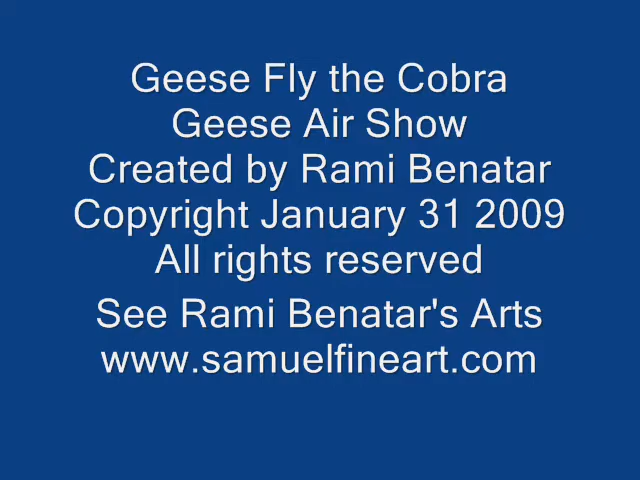 Geese Fly the Cobra
Geese Air Show
Created by Rami Benatar
Copyright January 31 2009
All rights reserved
See Rami Benatar's Arts
www.samuelfineart.com